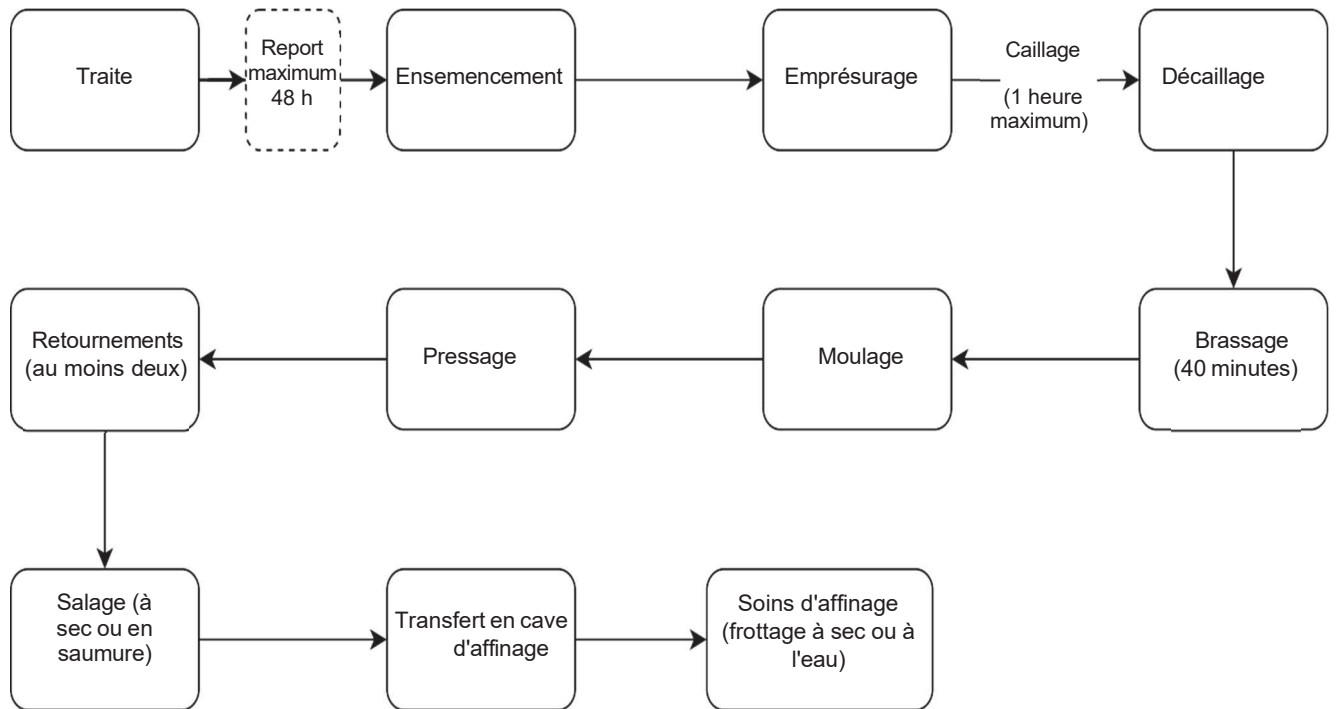 Traite
Report
maximum
48 h
Ensemencement
Emprésurage
Caillage
(1 heure
maximum)
Décaillage
Brassage
(40 minutes)
Moulage
Pressage
Retournements
(au moins deux)
Salage (à
sec ou en
saumure)
Transfert en cave
d'affinage
Soins d'affinage
(frottage à sec ou à
l'eau)